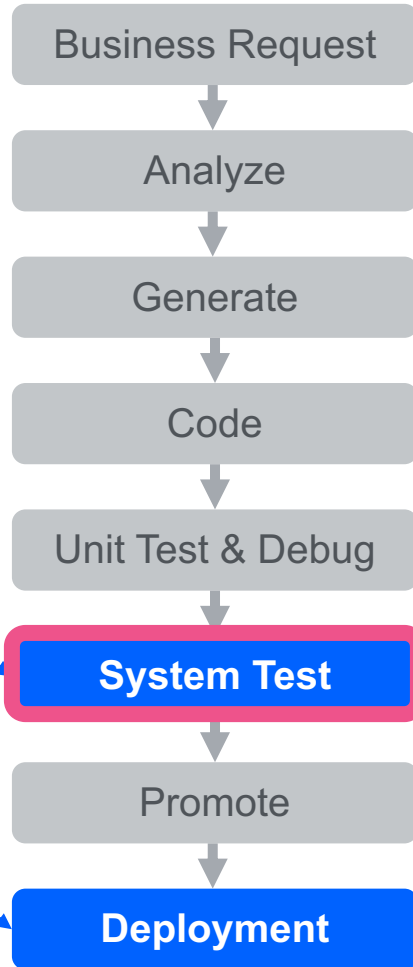 Business Request
Analyze
Generate
Code
Unit Test & Debug
System Test
Promote
Deployment